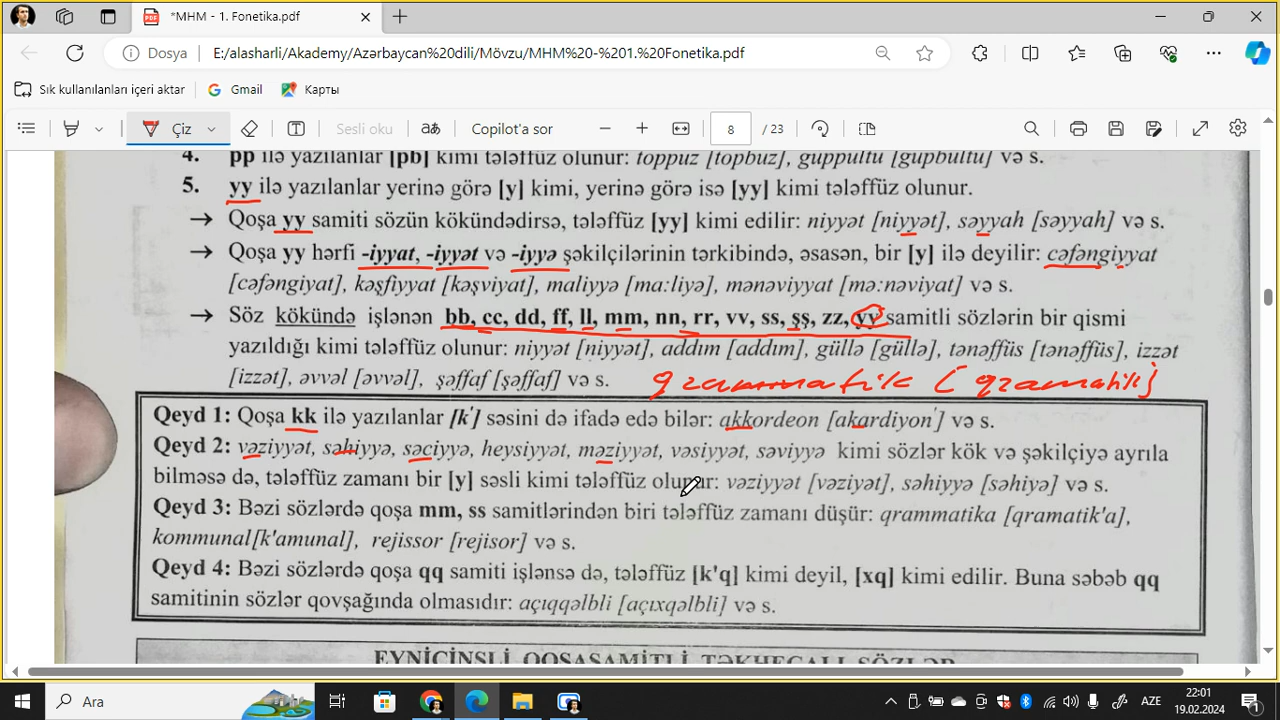 *MHM - 1. Fonetika.pdf
Dosya E:/alasharli/Akademy/Azərbaycan%20dili/Mövzu/MHM%20-%201.%20Fonetika.pdf
Sık kullanılanları içeri aktar Gmail Карты
Çiz Sesli oku Copilot'a sor 8 / 23
4. pp ilə yazılanlar [pb] kimi tələffüz olunur: toppuz [topbuz], guppultu [gupbultu] və s.
5. yy ilə yazılanlar yerinə görə [y] kimi, yerinə görə isə [yy] kimi tələffüz olunur.
→ Qoşa yy samiti sözün kökündədirsə, tələffüz [yy] kimi edilir: niyyət [niyyət], səyyah [səyyah] və s.
→ Qoşa yy hərfi -iyyat, -iyyət və -iyyə şəkilçilərinin tərkibində, əsasən, bir [y] ilə deyilir: cəfəngiyyat
[cəfəngiyat], kəşfiyyat [kəşviyat], maliyyə [ma:liyə], mənəviyyat [mə:nəviyat] və s.
→ Söz kökündə işlənən bb, cc, dd, ff, ll, mm, nn, rr, vv, ss, şş, zz, yy samitli sözlərin bir qismi
yazıldığı kimi tələffüz olunur: niyyət [niyyət], addım [addım], güllə [güllə], tənəffüs [tənəffüs], izzət
[izzət], əvvəl [əvvəl], şəffaf [şəffaf] və s. qrammatik [qramatik]
Qeyd 1: Qoşa kk ilə yazılanlar [k'] səsini də ifadə edə bilər: akkordeon [akardiyon'] və s.
Qeyd 2: vəziyyət, səhiyyə, səciyyə, heysiyyət, məziyyət, vəsiyyət, səviyyə kimi sözlər kök və şəkilçiyə ayrıla
bilməsə də, tələffüz zamanı bir [y] səsli kimi tələffüz olunur: vəziyyət [vəziyət], səhiyyə [səhiyə] və s.
Qeyd 3: Bəzi sözlərdə qoşa mm, ss samitlərindən biri tələffüz zamanı düşür: qrammatika [qramatik'a],
kommunal[k'amunal], rejissor [rejisor] və s.
Qeyd 4: Bəzi sözlərdə qoşa qq samiti işlənsə də, tələffüz [k'q] kimi deyil, [xq] kimi edilir. Buna səbəb qq
samitinin sözlər qovşağında olmasıdır: açıqqəlbli [açıxqəlbli] və s.
EYNİCİNSLİ QOŞASAMİTLİ TƏKHECALI SÖZLƏR
Ara AZE 22:01
19.02.2024